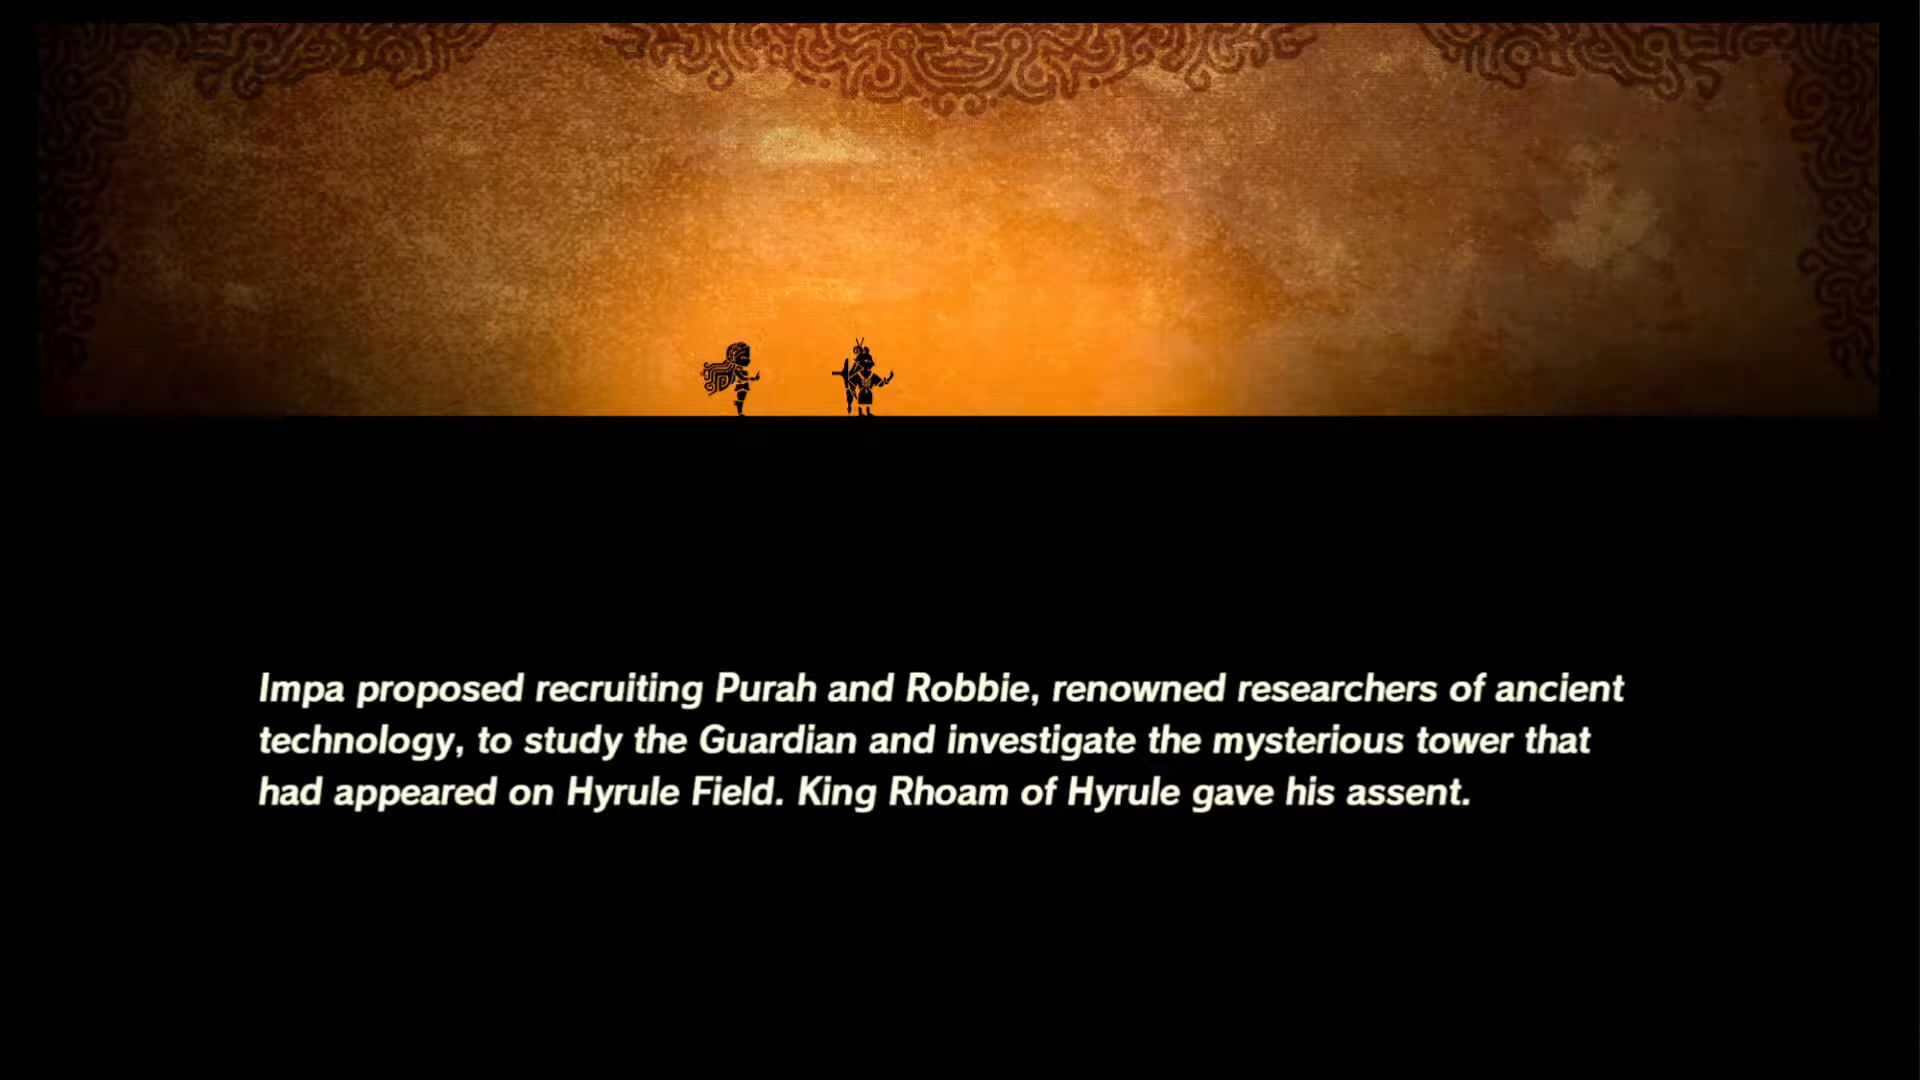 Impa proposed recruiting Purah and Robbie, renowned researchers of ancient
technology, to study the Guardian and investigate the mysterious tower that
had appeared on Hyrule Field. King Rhoam of Hyrule gave his assent.